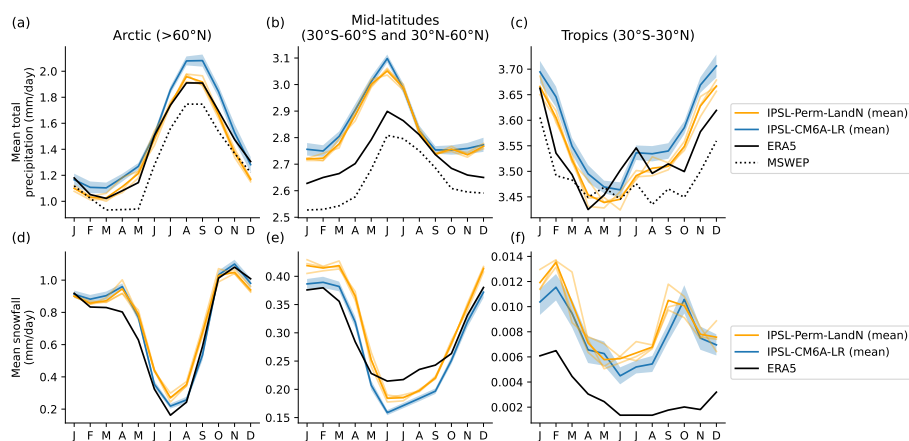 (a)
Arctic (>60°N)
(b)
Mid-latitudes
(30°S-60°S and 30°N-60°N)
(c)
Tropics (30°S-30°N)
Mean total
precipitation (mm/day)
2.0
1.8
1.6
1.4
1.2
1.0
J F M A M J J A S O N D
3.1
3.0
2.9
2.8
2.7
2.6
2.5
J F M A M J J A S O N D
3.70
3.65
3.60
3.55
3.50
3.45
J F M A M J J A S O N D
IPSL-Perm-LandN (mean)
IPSL-CM6A-LR (mean)
ERA5
MSWEP
(d)
(e)
(f)
Mean snowfall
(mm/day)
1.0
0.8
0.6
0.4
0.2
J F M A M J J A S O N D
0.40
0.35
0.30
0.25
0.20
0.15
J F M A M J J A S O N D
0.014
0.012
0.010
0.008
0.006
0.004
0.002
J F M A M J J A S O N D
IPSL-Perm-LandN (mean)
IPSL-CM6A-LR (mean)
ERA5